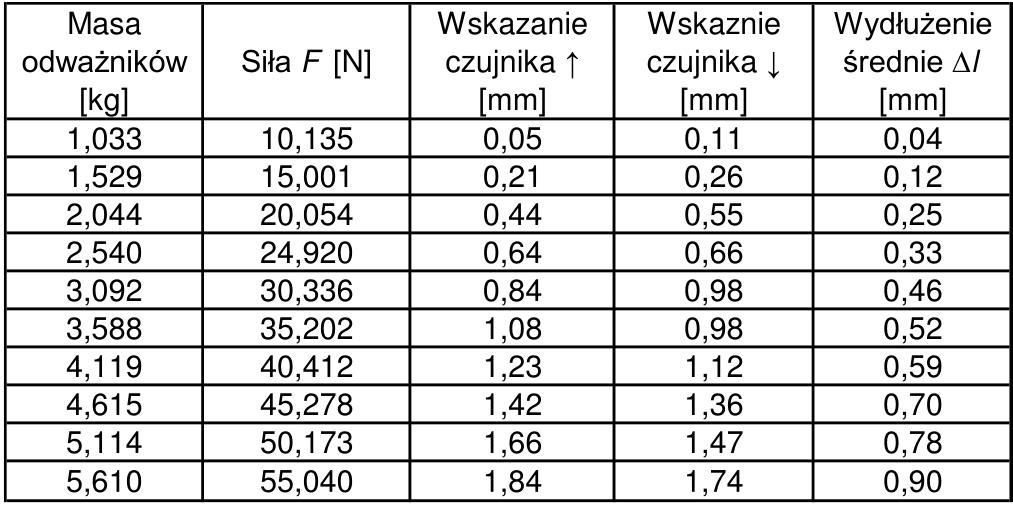 Masa odważników [kg] Siła F [N] Wskazanie czujnika ↑ [mm] Wskaznie czujnika ↓ [mm] Wydłużenie średnie Δl [mm]
1,033 10,135 0,05 0,11 0,04
1,529 15,001 0,21 0,26 0,12
2,044 20,054 0,44 0,55 0,25
2,540 24,920 0,64 0,66 0,33
3,092 30,336 0,84 0,98 0,46
3,588 35,202 1,08 0,98 0,52
4,119 40,412 1,23 1,12 0,59
4,615 45,278 1,42 1,36 0,70
5,114 50,173 1,66 1,47 0,78
5,610 55,040 1,84 1,74 0,90